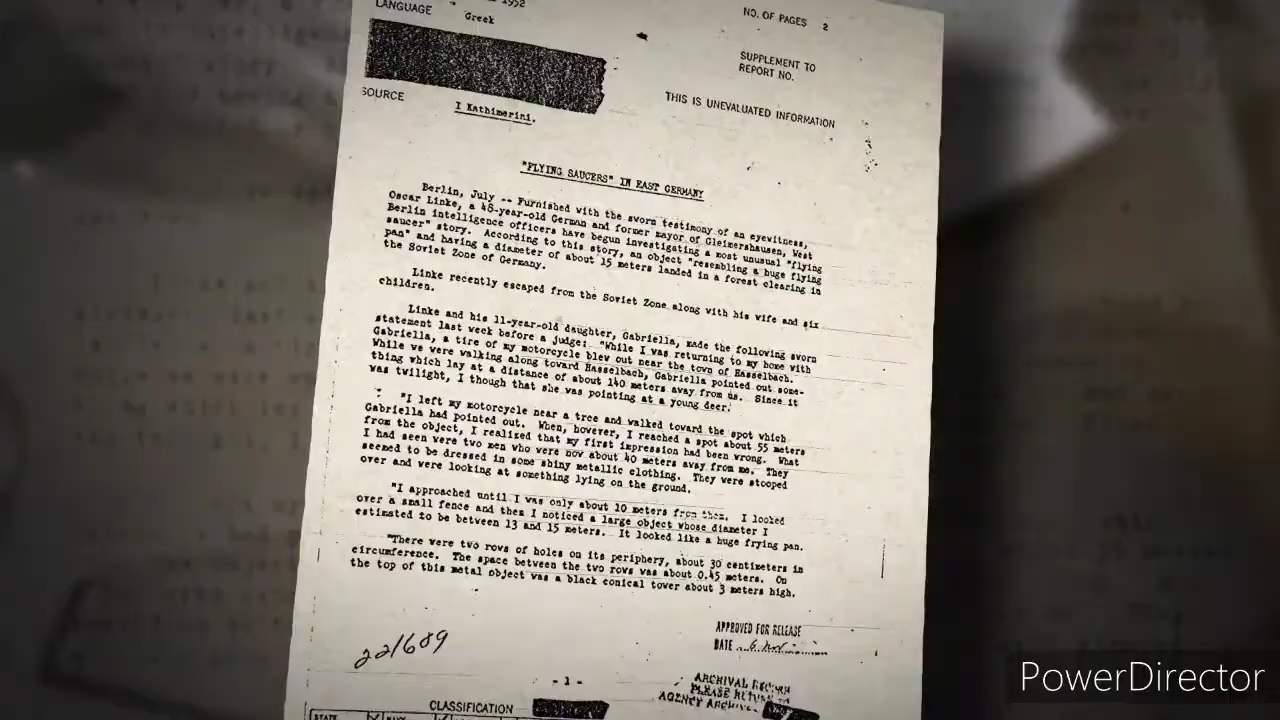 1952
LANGUAGE Greek
NO. OF PAGES 2
SUPPLEMENT TO
REPORT NO.
SOURCE
I Kathimerini.
THIS IS UNEVALUATED INFORMATION
"FLYING SAUCERS" IN EAST GERMANY
Berlin, July -- Furnished with the sworn testimony of an eyewitness,
Oscar Linke, a 48-year-old German and former mayor of Gleimershausen, West
Berlin intelligence officers have begun investigating a most unusual "flying
saucer" story. According to this story, an object "resembling a huge flying
pan" and having a diameter of about 15 meters landed in a forest clearing in
the Soviet Zone of Germany.
Linke recently escaped from the Soviet Zone along with his wife and six
children.
Linke and his 11-year-old daughter, Gabriella, made the following sworn
statement last week before a judge: "While I was returning to my home with
Gabriella, a tire of my motorcycle blew out near the town of Hasselbach.
While we were walking along toward Hasselbach, Gabriella pointed out some-
thing which lay at a distance of about 140 meters away from us. Since it
was twilight, I though that she was pointing at a young deer.
"I left my motorcycle near a tree and walked toward the spot which
Gabriella had pointed out. When, however, I reached a spot about 55 meters
from the object, I realized that my first impression had been wrong. What
I had seen were two men who were now about 40 meters away from me. They
seemed to be dressed in some shiny metallic clothing. They were stooped
over and were looking at something lying on the ground.
"I approached until I was only about 10 meters from them. I looked
over a small fence and then I noticed a large object whose diameter I
estimated to be between 13 and 15 meters. It looked like a huge frying pan.
"There were two rows of holes on its periphery, about 30 centimeters in
circumference. The space between the two rows was about 0.45 meters. On
the top of this metal object was a black conical tower about 3 meters high.
221689
APPROVED FOR RELEASE
DATE
- 1 -
ARCHIVAL RECORD
PLEASE RETURN TO
AGENCY ARCHIVES
CLASSIFICATION
STATE NAVY
PowerDirector